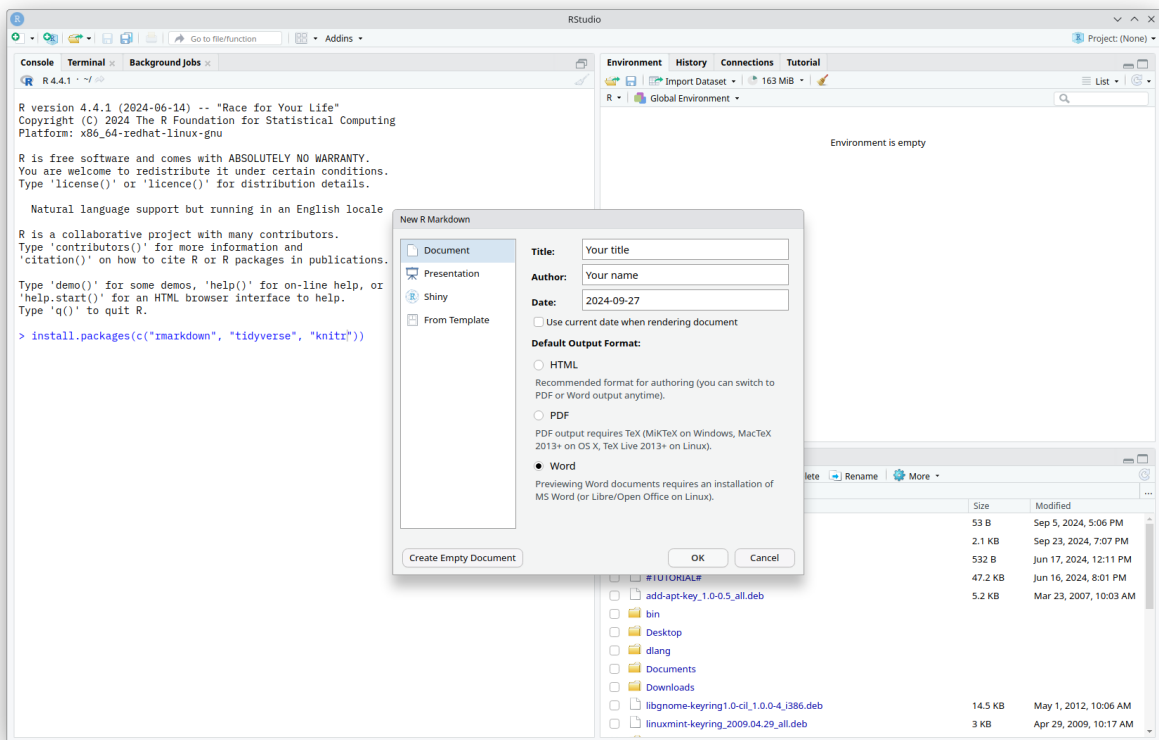 RStudio
Go to file/function
Addins
Project: (None)
Console
Terminal
Background Jobs
R 4.4.1 · ~/
R version 4.4.1 (2024-06-14) -- "Race for Your Life"
Copyright (C) 2024 The R Foundation for Statistical Computing
Platform: x86_64-redhat-linux-gnu
R is free software and comes with ABSOLUTELY NO WARRANTY.
You are welcome to redistribute it under certain conditions.
Type 'license()' or 'licence()' for distribution details.
Natural language support but running in an English locale
R is a collaborative project with many contributors.
Type 'contributors()' for more information and
'citation()' on how to cite R or R packages in publications.
Type 'demo()' for some demos, 'help()' for on-line help, or
'help.start()' for an HTML browser interface to help.
Type 'q()' to quit R.
> install.packages(c("rmarkdown", "tidyverse", "knitr"))
Environment
History
Connections
Tutorial
Import Dataset
163 MiB
List
R
Global Environment
Environment is empty
New R Markdown
Document
Presentation
Shiny
From Template
Title:
Your title
Author:
Your name
Date:
2024-09-27
Use current date when rendering document
Default Output Format:
HTML
Recommended format for authoring (you can switch to
PDF or Word output anytime).
PDF
PDF output requires TeX (MiKTeX on Windows, MacTeX
2013+ on OS X, TeX Live 2013+ on Linux).
Word
Previewing Word documents requires an installation of
MS Word (or Libre/Open Office on Linux).
Create Empty Document
OK
Cancel
lete
Rename
More
...
Size
Modified
53 B
Sep 5, 2024, 5:06 PM
2.1 KB
Sep 23, 2024, 7:07 PM
532 B
Jun 17, 2024, 12:11 PM
#TUTORIAL#
47.2 KB
Jun 16, 2024, 8:01 PM
add-apt-key_1.0-0.5_all.deb
5.2 KB
Mar 23, 2007, 10:03 AM
bin
Desktop
dlang
Documents
Downloads
libgnome-keyring1.0-cil_1.0.0-4_i386.deb
14.5 KB
May 1, 2012, 10:06 AM
linuxmint-keyring_2009.04.29_all.deb
3 KB
Apr 29, 2009, 10:17 AM